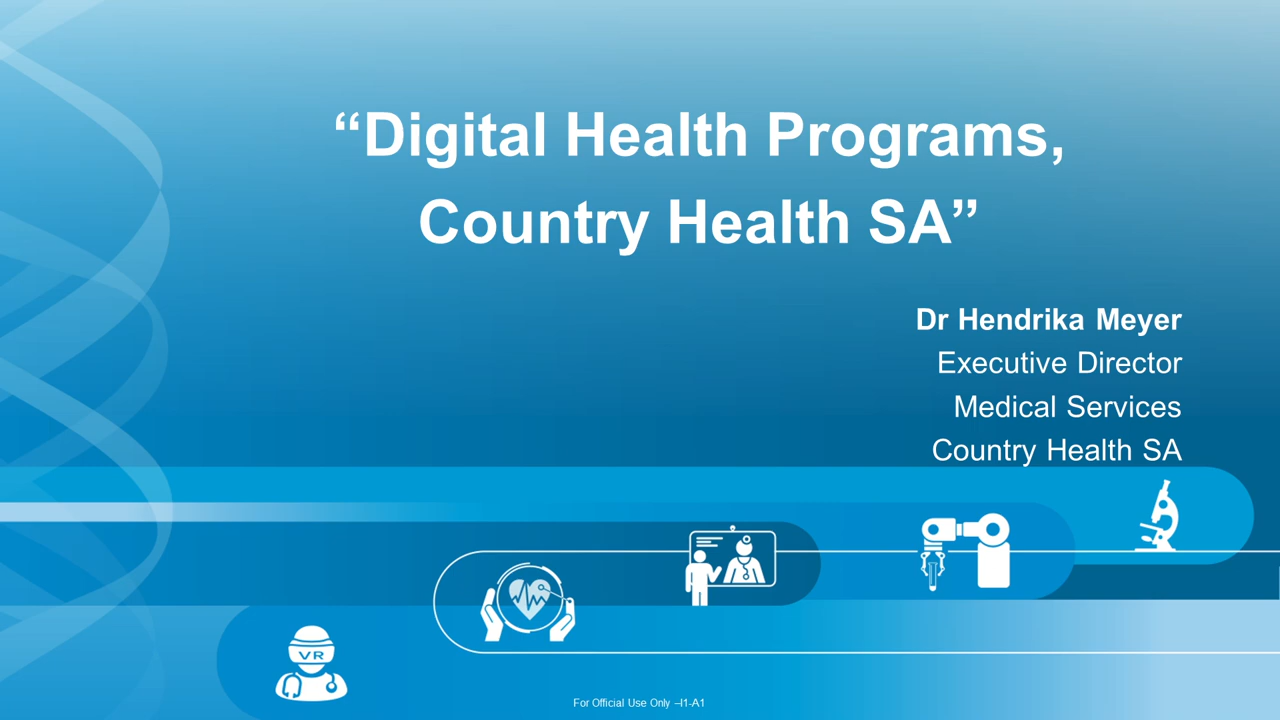 “Digital Health Programs,
Country Health SA”
Dr Hendrika Meyer
Executive Director
Medical Services
Country Health SA
VR
For Official Use Only –I1-A1